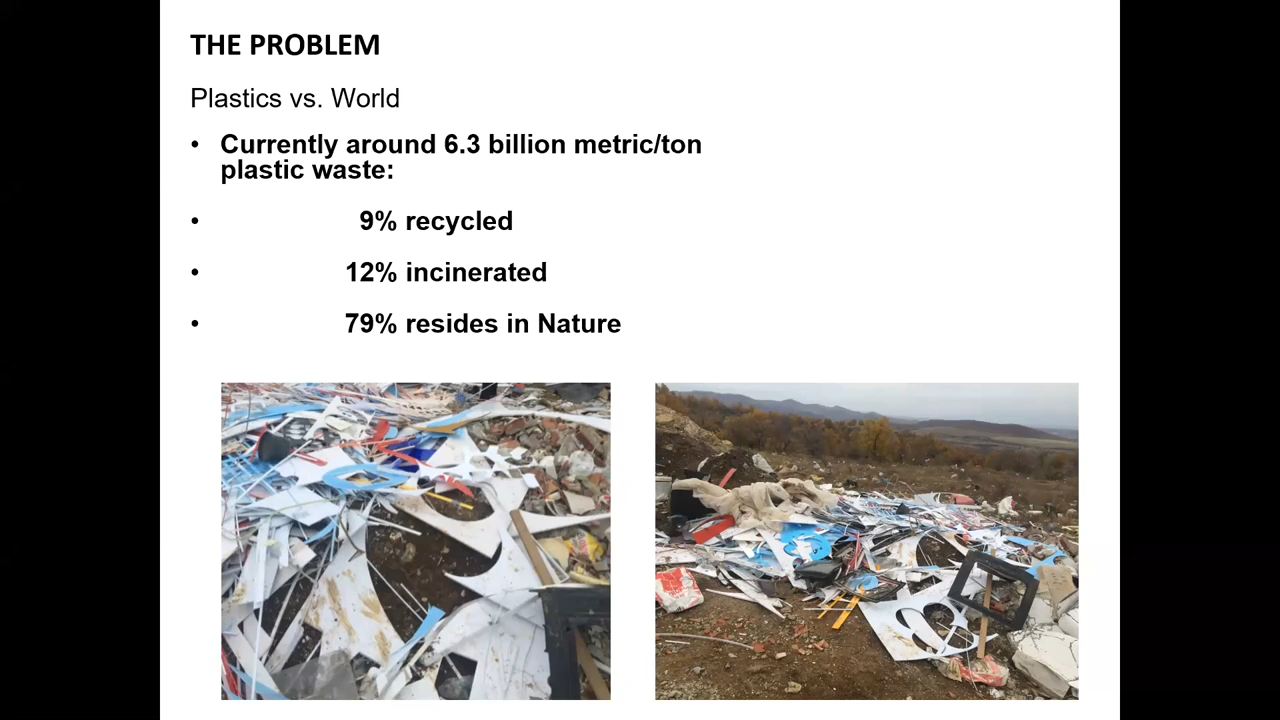 THE PROBLEM
Plastics vs. World
• Currently around 6.3 billion metric/ton
plastic waste:
• 9% recycled
• 12% incinerated
• 79% resides in Nature